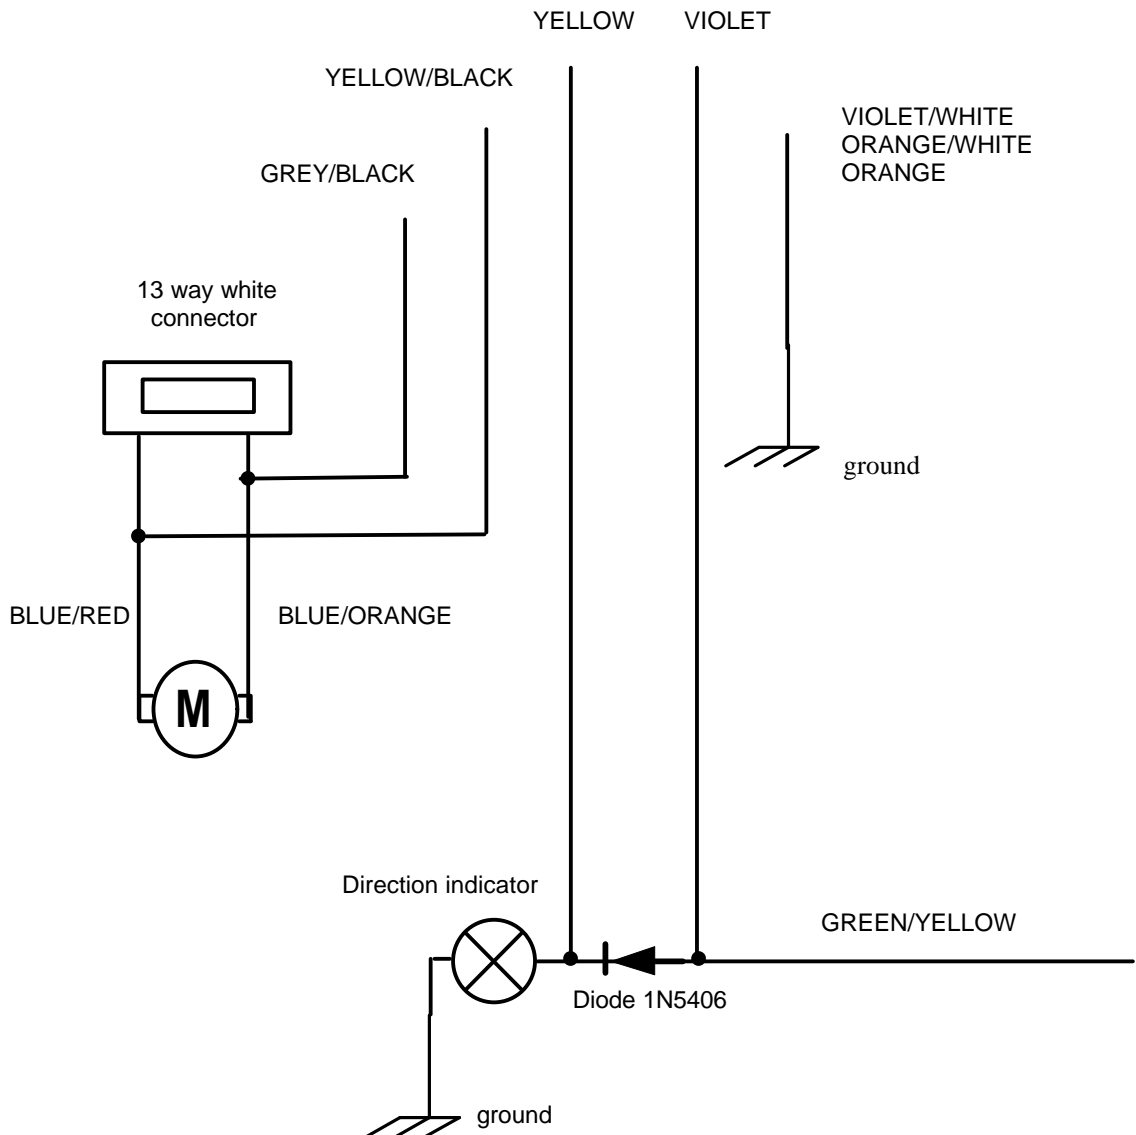 YELLOW
VIOLET
YELLOW/BLACK
VIOLET/WHITE
ORANGE/WHITE
ORANGE
GREY/BLACK
13 way white
connector
ground
BLUE/RED
BLUE/ORANGE
M
Direction indicator
GREEN/YELLOW
Diode 1N5406
ground